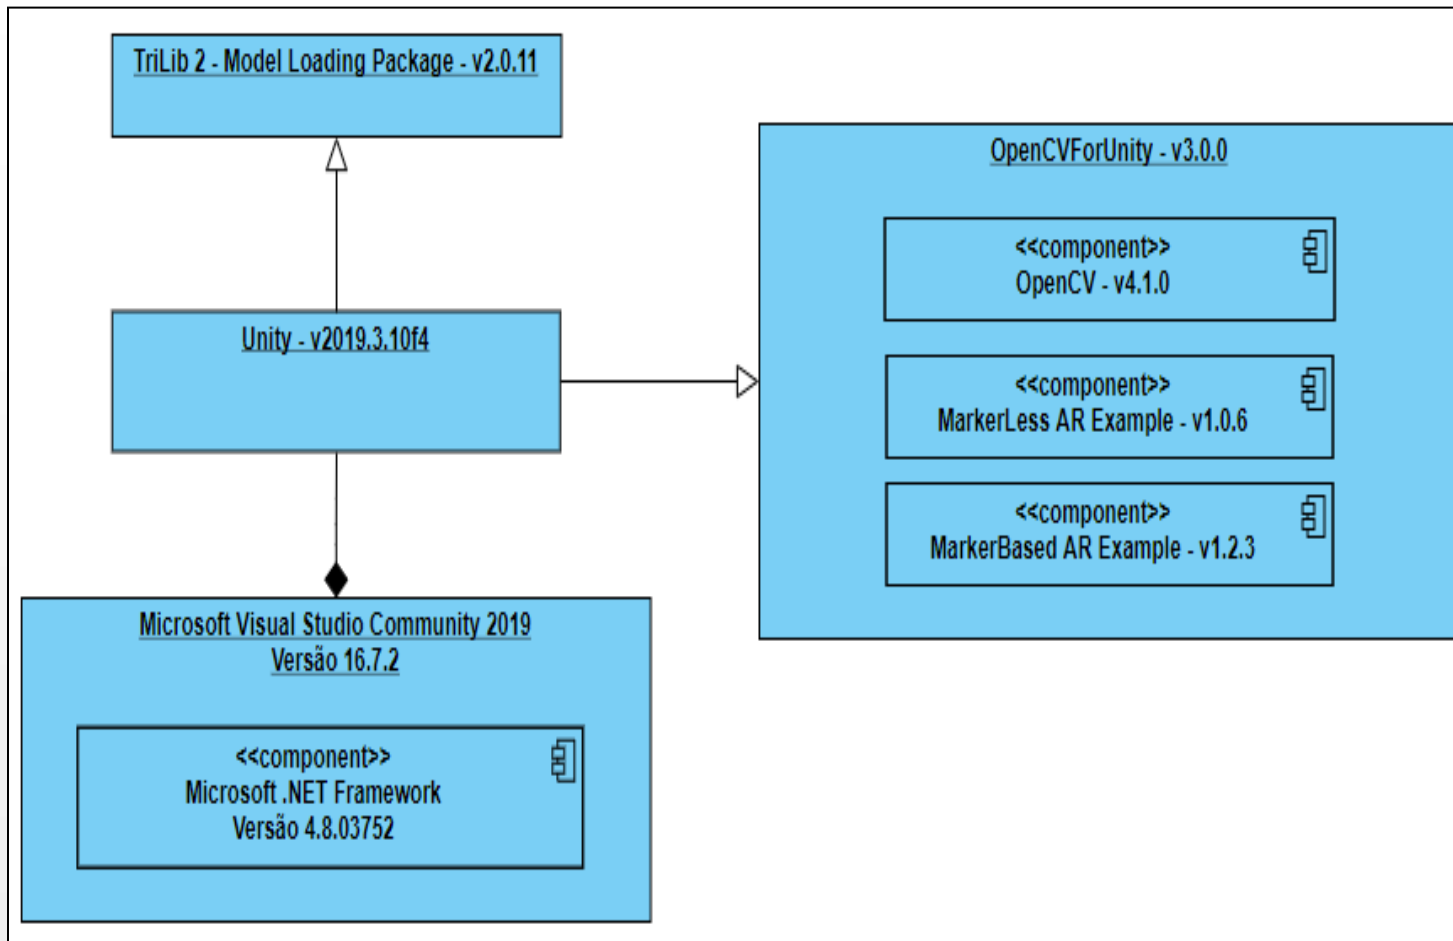 TriLib 2 - Model Loading Package - v2.0.11
OpenCVForUnity - v3.0.0
<<component>>
OpenCV - v4.1.0
<<component>>
MarkerLess AR Example - v1.0.6
<<component>>
MarkerBased AR Example - v1.2.3
Unity - v2019.3.10f4
Microsoft Visual Studio Community 2019
Versão 16.7.2
<<component>>
Microsoft .NET Framework
Versão 4.8.03752